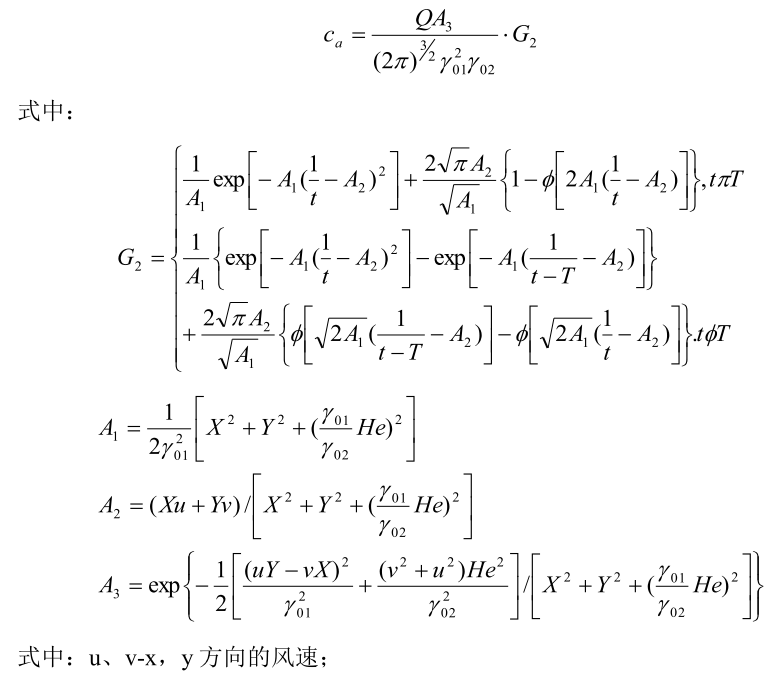 c_a = \frac{QA_3}{(2\pi)^{3/2} \gamma_{01}^2 \gamma_{02}} \cdot G_2
式中：
G_2 = \begin{cases} \frac{1}{A_1} \exp\left[-A_1(\frac{1}{t} - A_2)^2\right] + \frac{2\sqrt{\pi}A_2}{\sqrt{A_1}} \left\{1 - \phi\left[2A_1(\frac{1}{t} - A_2)\right]\right\}, t\pi T \\ \frac{1}{A_1} \left\{\exp\left[-A_1(\frac{1}{t} - A_2)^2\right] - \exp\left[-A_1(\frac{1}{t-T} - A_2)\right]\right\} \\ + \frac{2\sqrt{\pi}A_2}{\sqrt{A_1}} \left\{\phi\left[\sqrt{2A_1}(\frac{1}{t-T} - A_2)\right] - \phi\left[\sqrt{2A_1}(\frac{1}{t} - A_2)\right]\right\}. t\phi T \end{cases}
A_1 = \frac{1}{2\gamma_{01}^2} \left[X^2 + Y^2 + (\frac{\gamma_{01}}{\gamma_{02}} He)^2\right]
A_2 = (Xu + Yv) / \left[X^2 + Y^2 + (\frac{\gamma_{01}}{\gamma_{02}} He)^2\right]
A_3 = \exp\left\{-\frac{1}{2} \left[\frac{(uY - vX)^2}{\gamma_{01}^2} + \frac{(v^2 + u^2)He^2}{\gamma_{02}^2}\right] / \left[X^2 + Y^2 + (\frac{\gamma_{01}}{\gamma_{02}} He)^2\right]\right\}
式中：u、v-x，y 方向的风速；